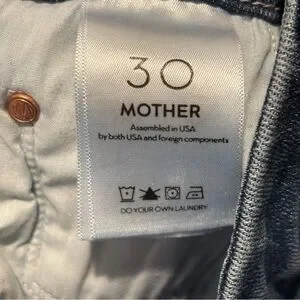 30
MOTHER
Assembled in USA
by both USA and foreign components
DO YOUR OWN LAUNDRY